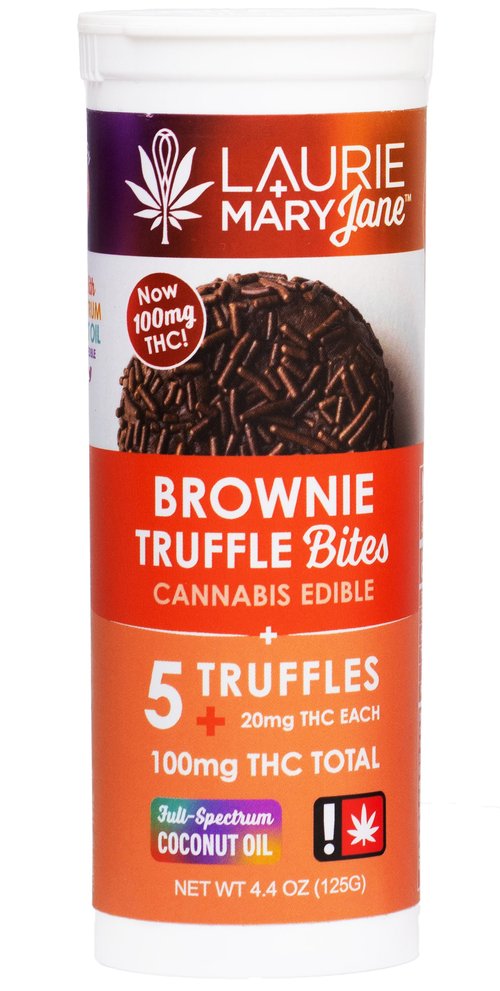 LAURIE
+
MARY Jane™
Now
100mg
THC!
BROWNIE
TRUFFLE Bites
CANNABIS EDIBLE
+
5 TRUFFLES
+ 20mg THC EACH
100mg THC TOTAL
Full-Spectrum
COCONUT OIL
!
NET WT 4.4 OZ (125G)